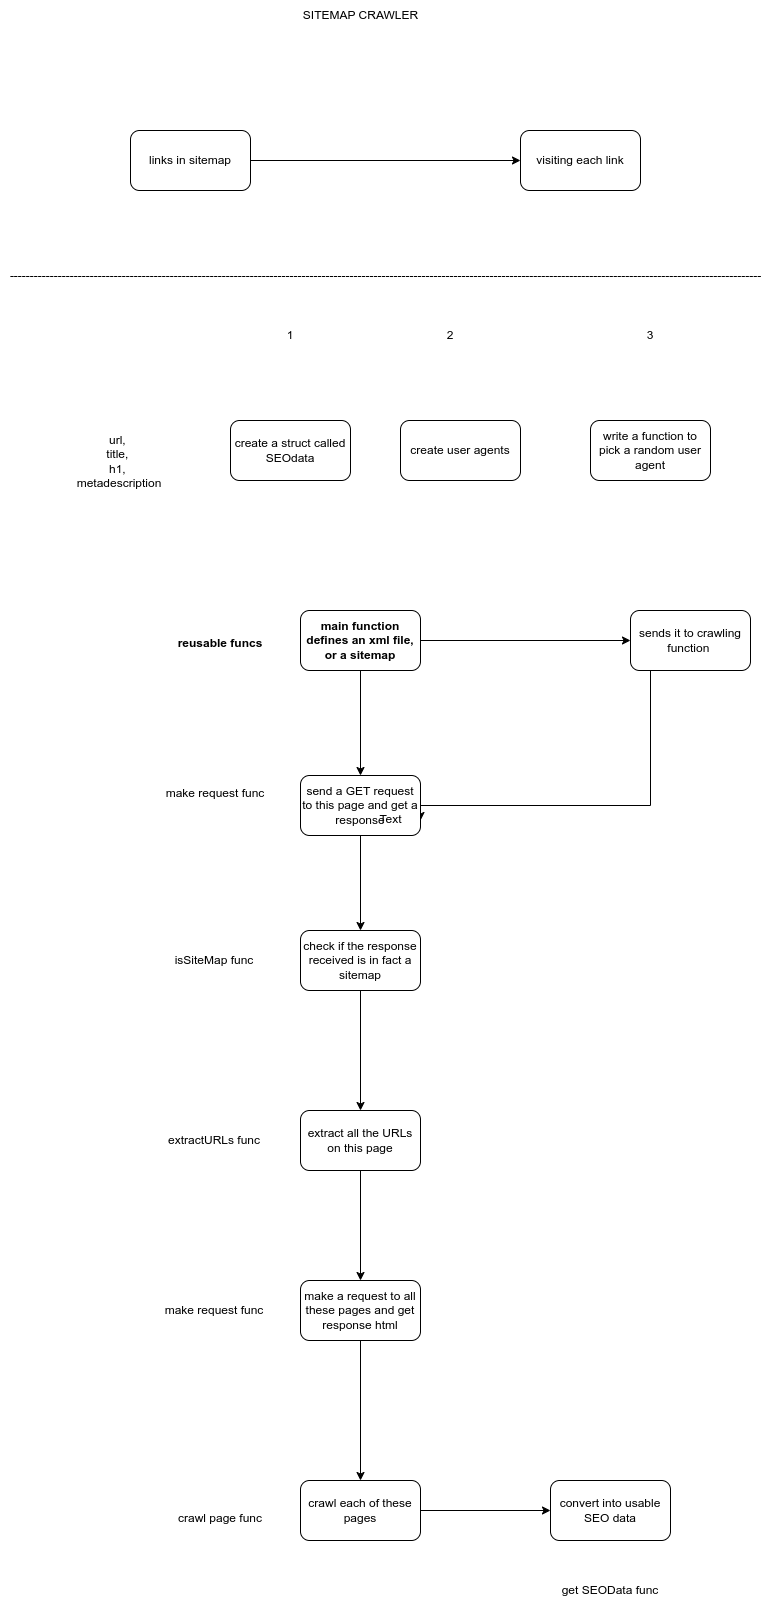 SITEMAP CRAWLER
links in sitemap
visiting each link
1
2
3
url,
title,
h1,
metadescription
create a struct called
SEOdata
create user agents
write a function to
pick a random user
agent
reusable funcs
main function
defines an xml file,
or a sitemap
sends it to crawling
function
make request func
send a GET request
to this page and get a
response
Text
isSiteMap func
check if the response
received is in fact a
sitemap
extractURLs func
extract all the URLs
on this page
make request func
make a request to all
these pages and get
response html
crawl page func
crawl each of these
pages
convert into usable
SEO data
get SEOData func